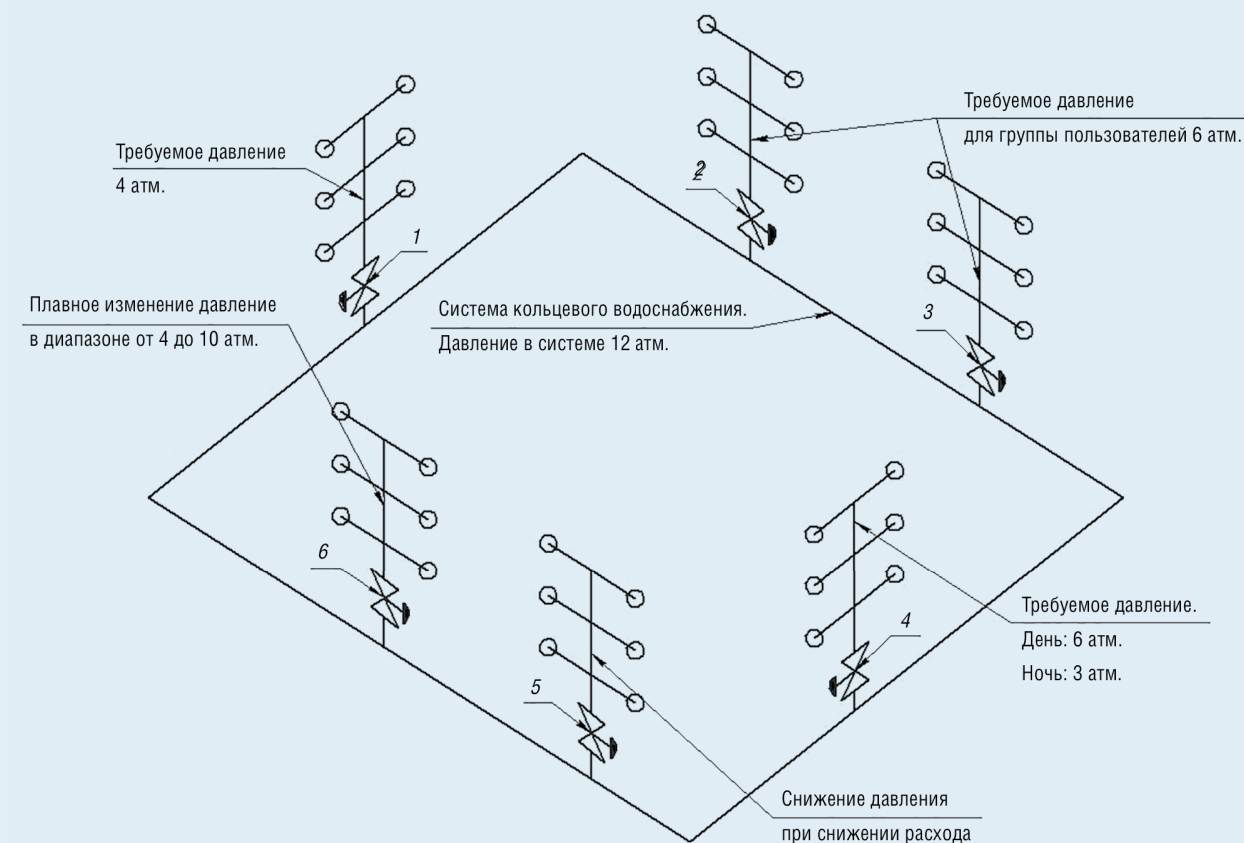 Требуемое давление
для группы пользователей 6 атм.
Требуемое давление
4 атм.
2
1
Плавное изменение давление
в диапазоне от 4 до 10 атм.
Система кольцевого водоснабжения.
Давление в системе 12 атм.
3
6
Требуемое давление.
День: 6 атм.
Ночь: 3 атм.
4
5
Снижение давления
при снижении расхода